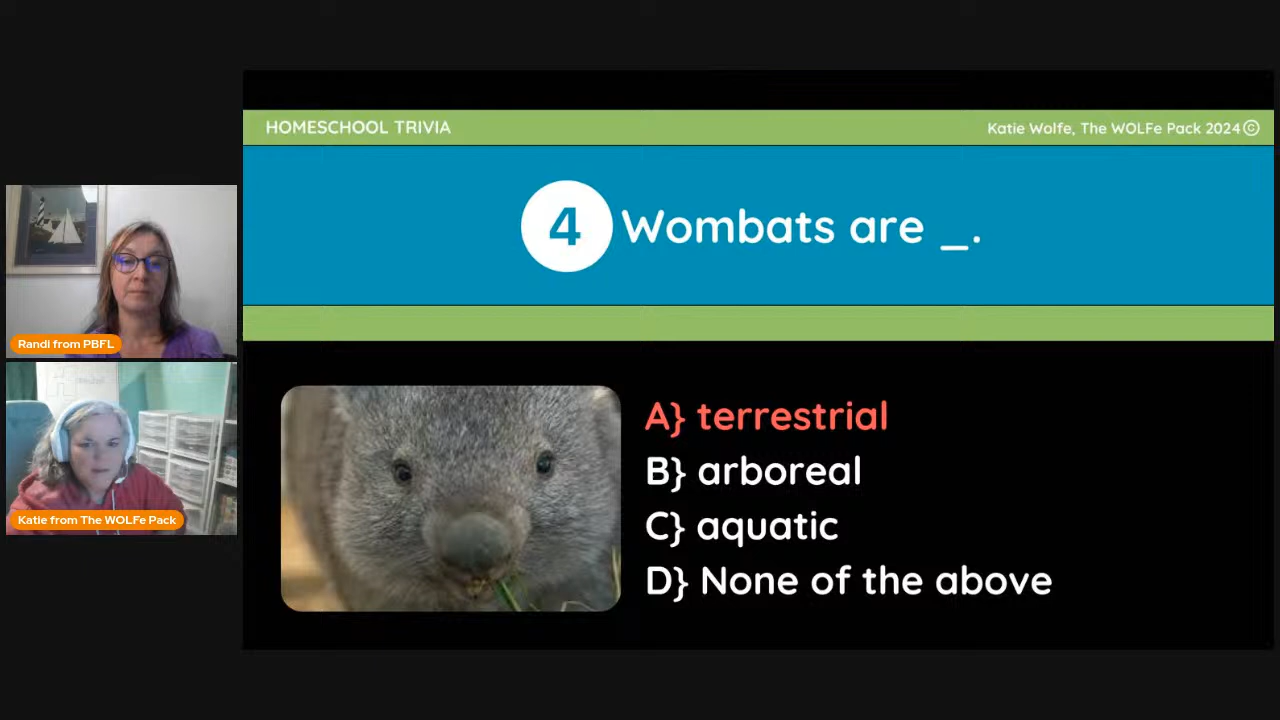 HOMESCHOOL TRIVIA
Katie Wolfe, The WOLFe Pack 2024©
4 Wombats are _.
A} terrestrial
B} arboreal
C} aquatic
D} None of the above
Randi from PBFL
Katie from The WOLFe Pack